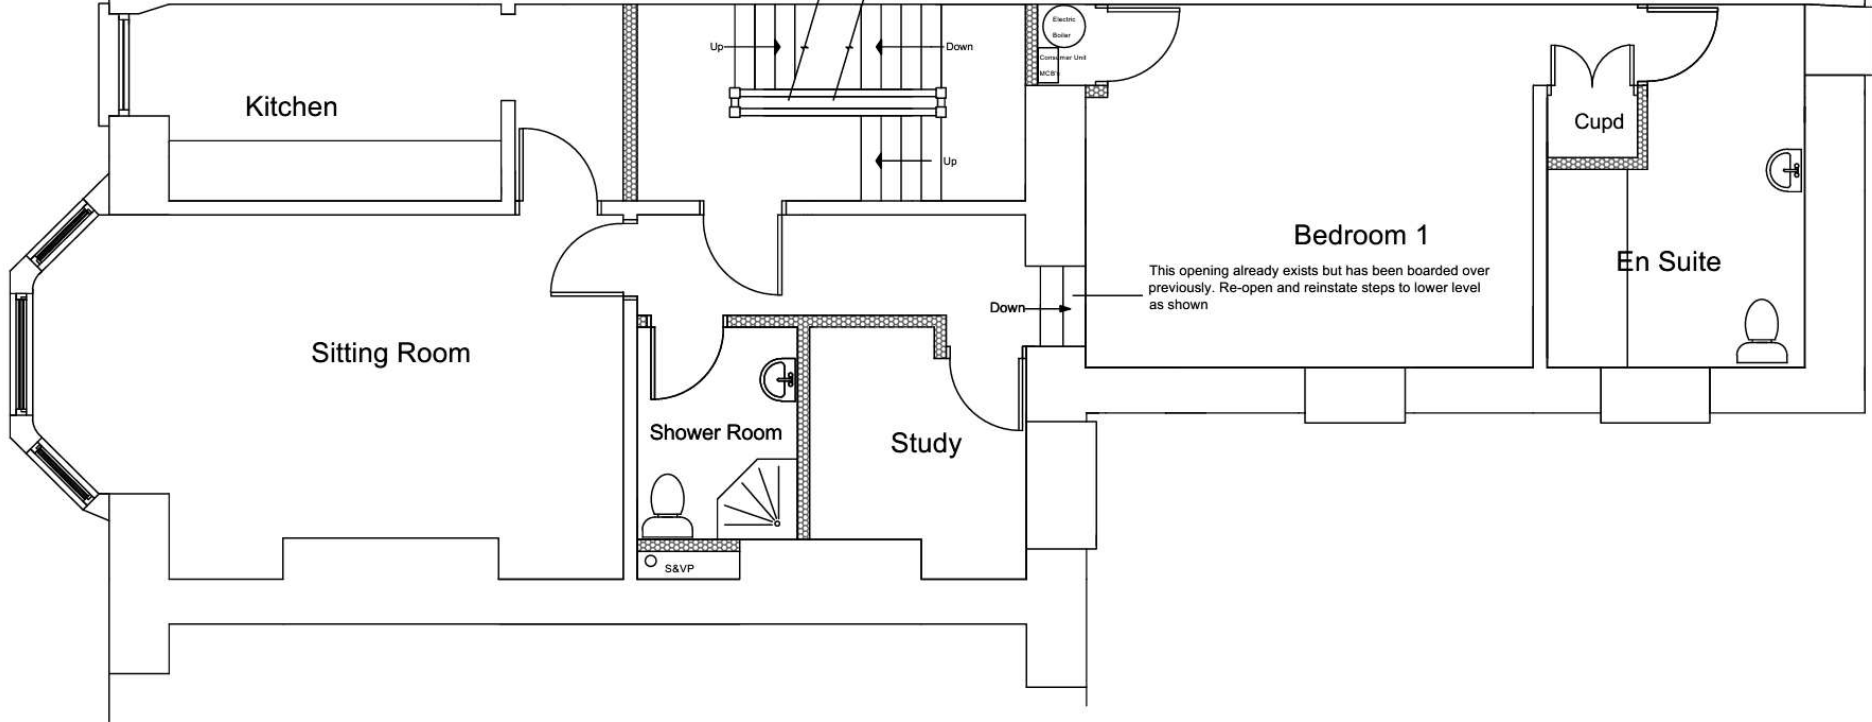 Electric
Boiler
Up
Down
Consumer Unit
MCB's
Kitchen
Cupd
Up
Bedroom 1
En Suite
This opening already exists but has been boarded over
previously. Re-open and reinstate steps to lower level
as shown
Down
Sitting Room
Shower Room
Study
S&VP